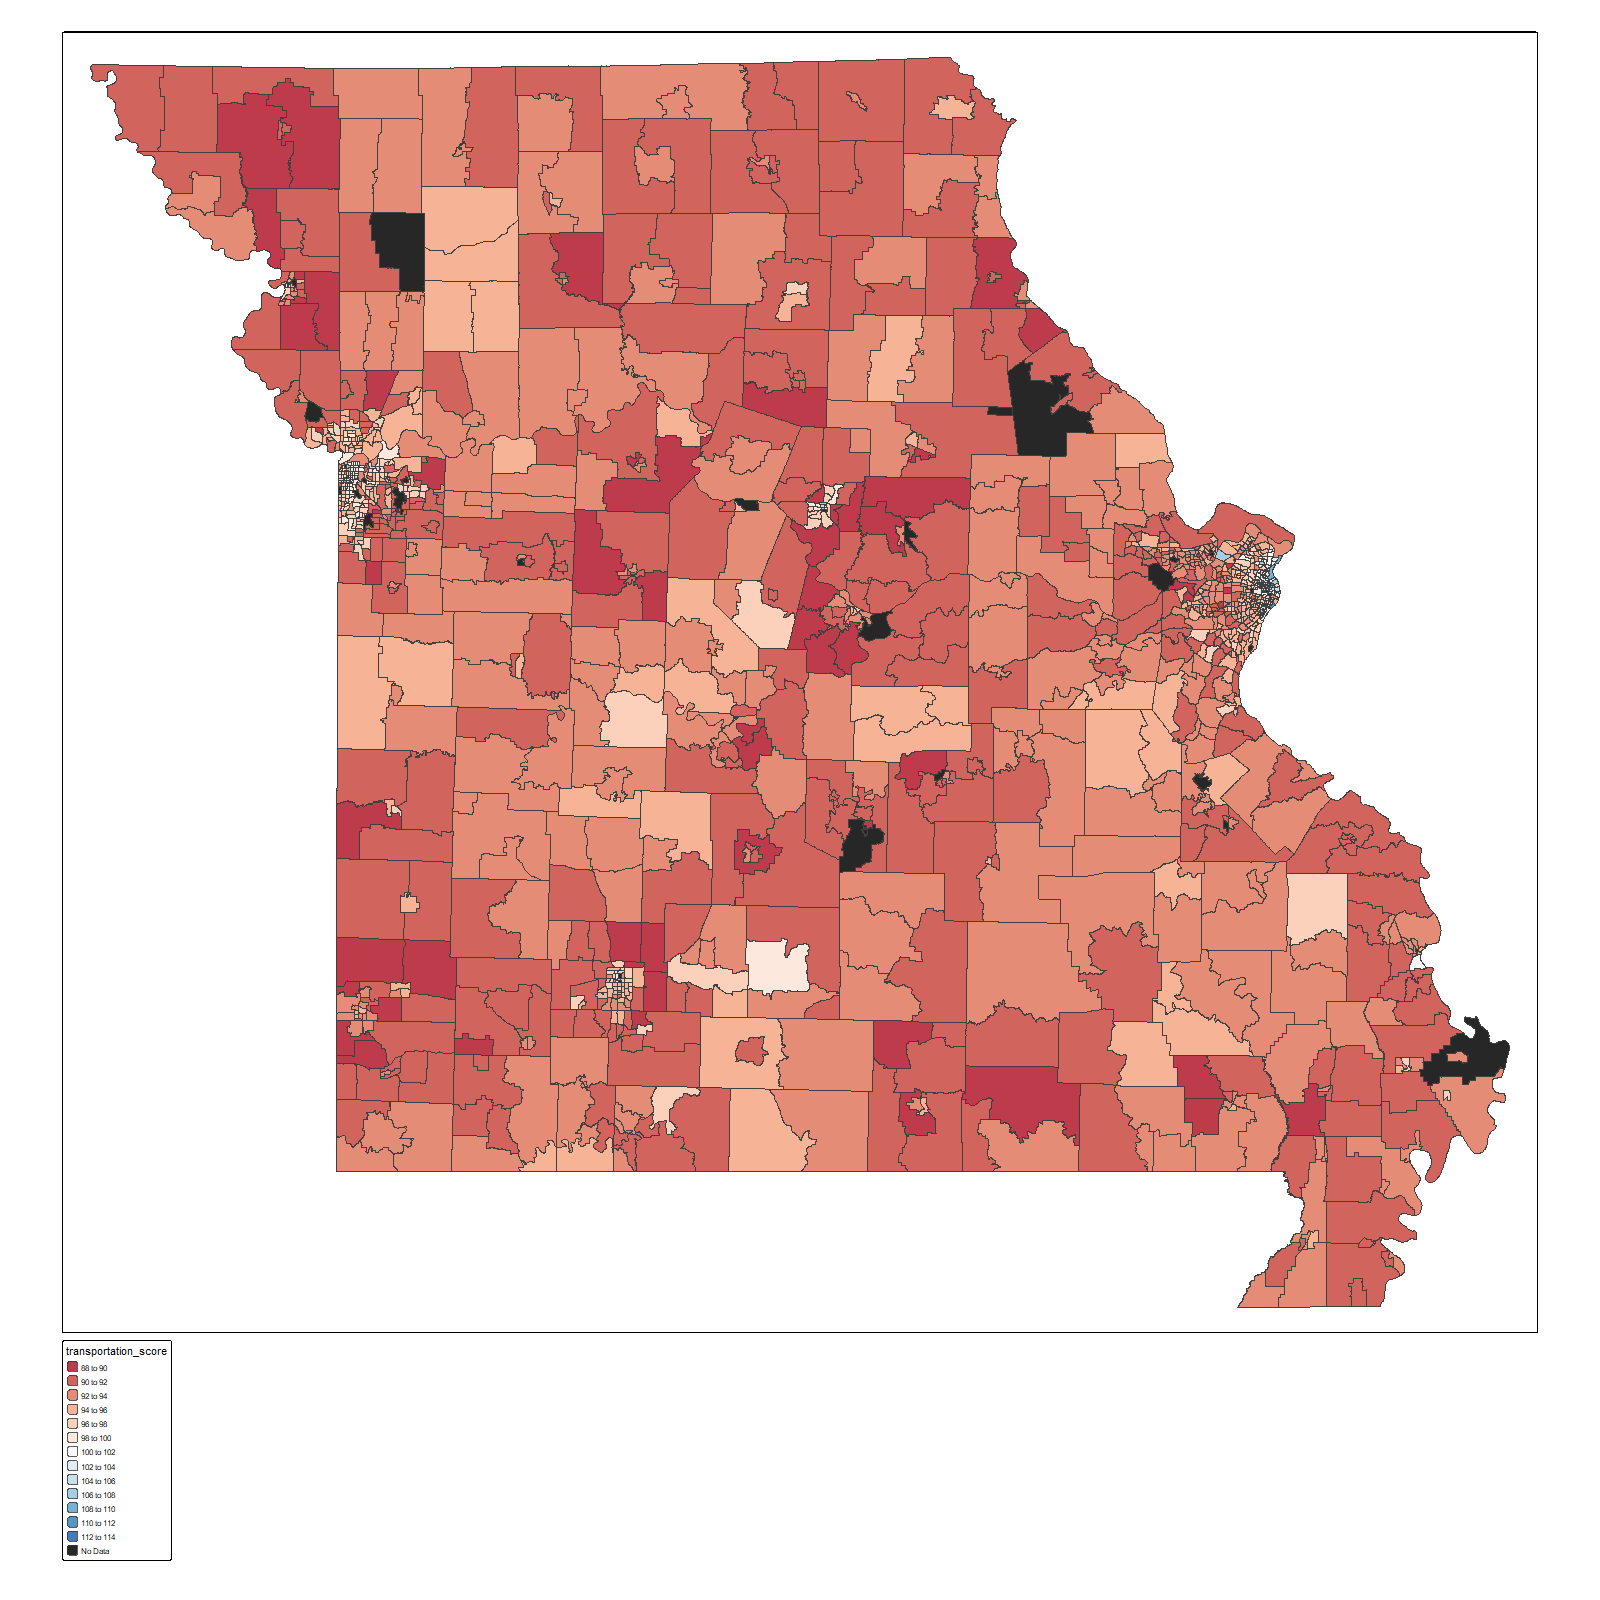 transportation_score
88 to 90
90 to 92
92 to 94
94 to 96
96 to 98
98 to 100
100 to 102
102 to 104
104 to 106
106 to 108
108 to 110
110 to 112
112 to 114
No Data